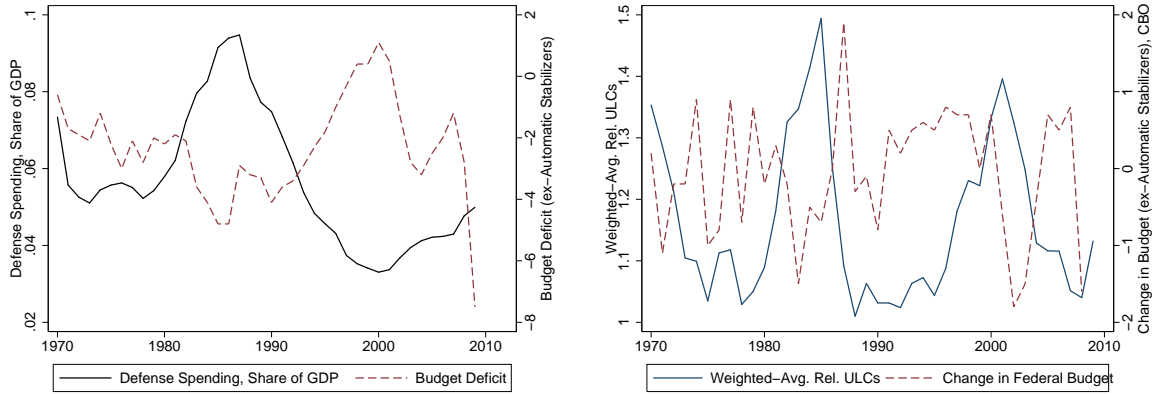 .1
.08
.06
.04
.02
Defense Spending, Share of GDP
2
0
−2
−4
−6
−8
Budget Deficit (ex−Automatic Stabilizers)
1970 1980 1990 2000 2010
Defense Spending, Share of GDP Budget Deficit
1.5
1.4
1.3
1.2
1.1
1
Weighted−Avg. Rel. ULCs
2
1
0
−1
−2
Change in Budget (ex−Automatic Stabilizers), CBO
1970 1980 1990 2000 2010
Weighted−Avg. Rel. ULCs Change in Federal Budget